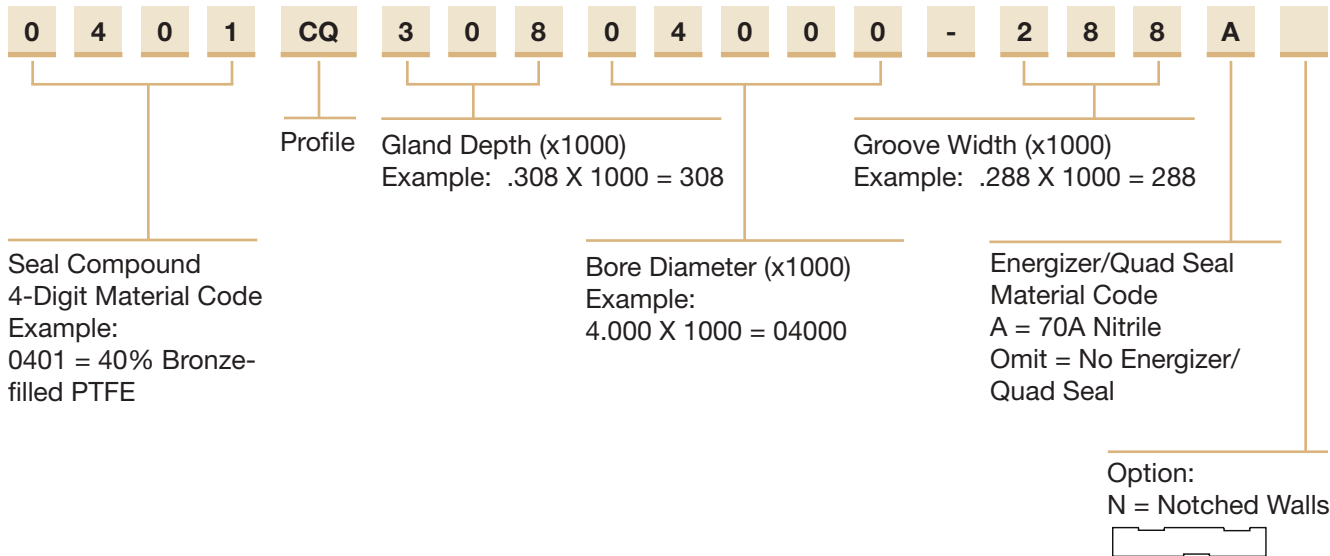 0 4 0 1 CQ 3 0 8 0 4 0 0 0 - 2 8 8 A
Profile
Gland Depth (x1000)
Example: .308 X 1000 = 308
Groove Width (x1000)
Example: .288 X 1000 = 288
Seal Compound
4-Digit Material Code
Example:
0401 = 40% Bronze-
filled PTFE
Bore Diameter (x1000)
Example:
4.000 X 1000 = 04000
Energizer/Quad Seal
Material Code
A = 70A Nitrile
Omit = No Energizer/
Quad Seal
Option:
N = Notched Walls